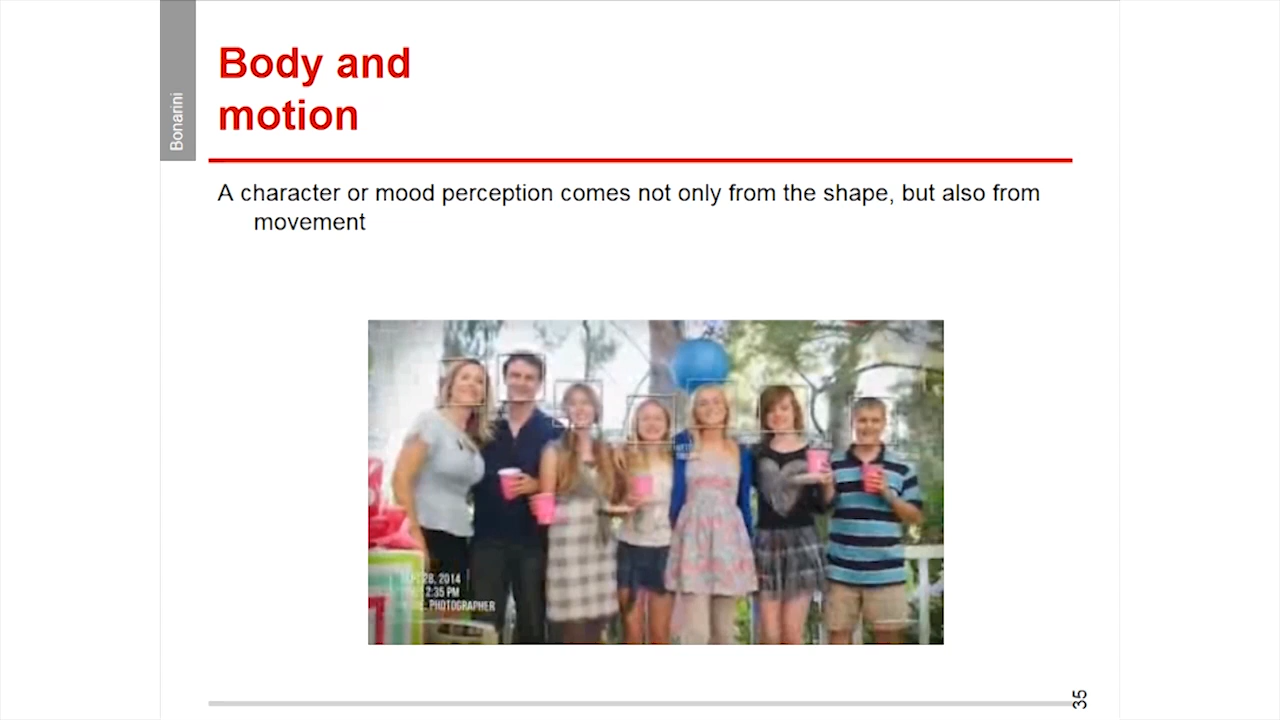 Bonarini
Body and
motion
A character or mood perception comes not only from the shape, but also from
movement
28, 2014
2:35 PM
PHOTOGRAPHER
35